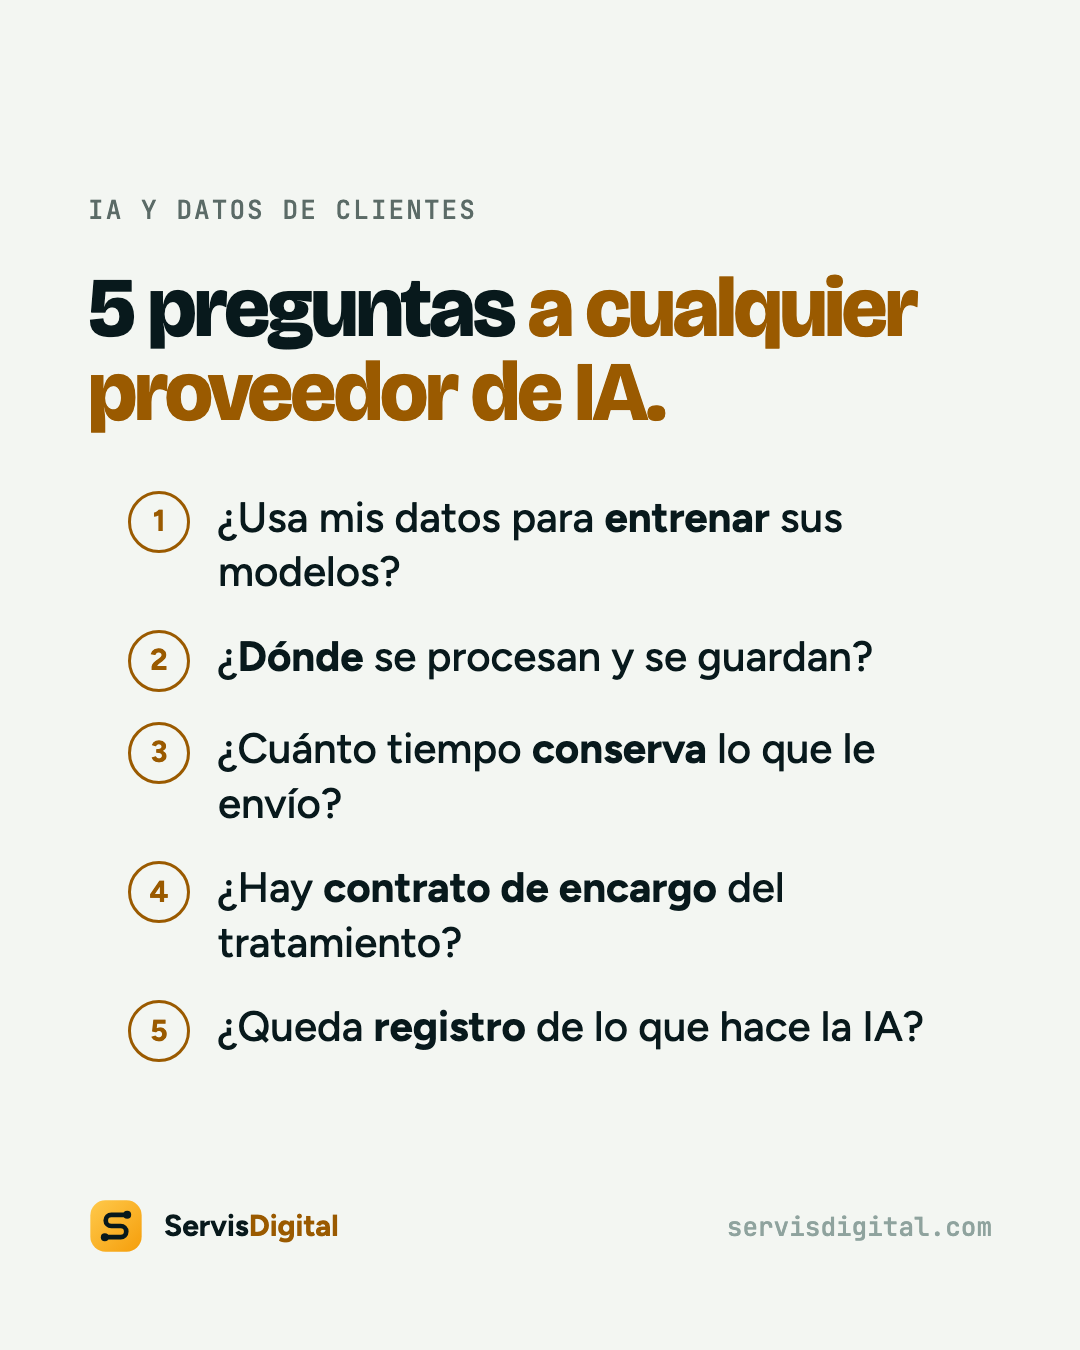 IA Y DATOS DE CLIENTES
5 preguntas a cualquier
proveedor de IA.
1 ¿Usa mis datos para entrenar sus
modelos?
2 ¿Dónde se procesan y se guardan?
3 ¿Cuánto tiempo conserva lo que le
envío?
4 ¿Hay contrato de encargo del
tratamiento?
5 ¿Queda registro de lo que hace la IA?
S ServisDigital
servisdigital.com